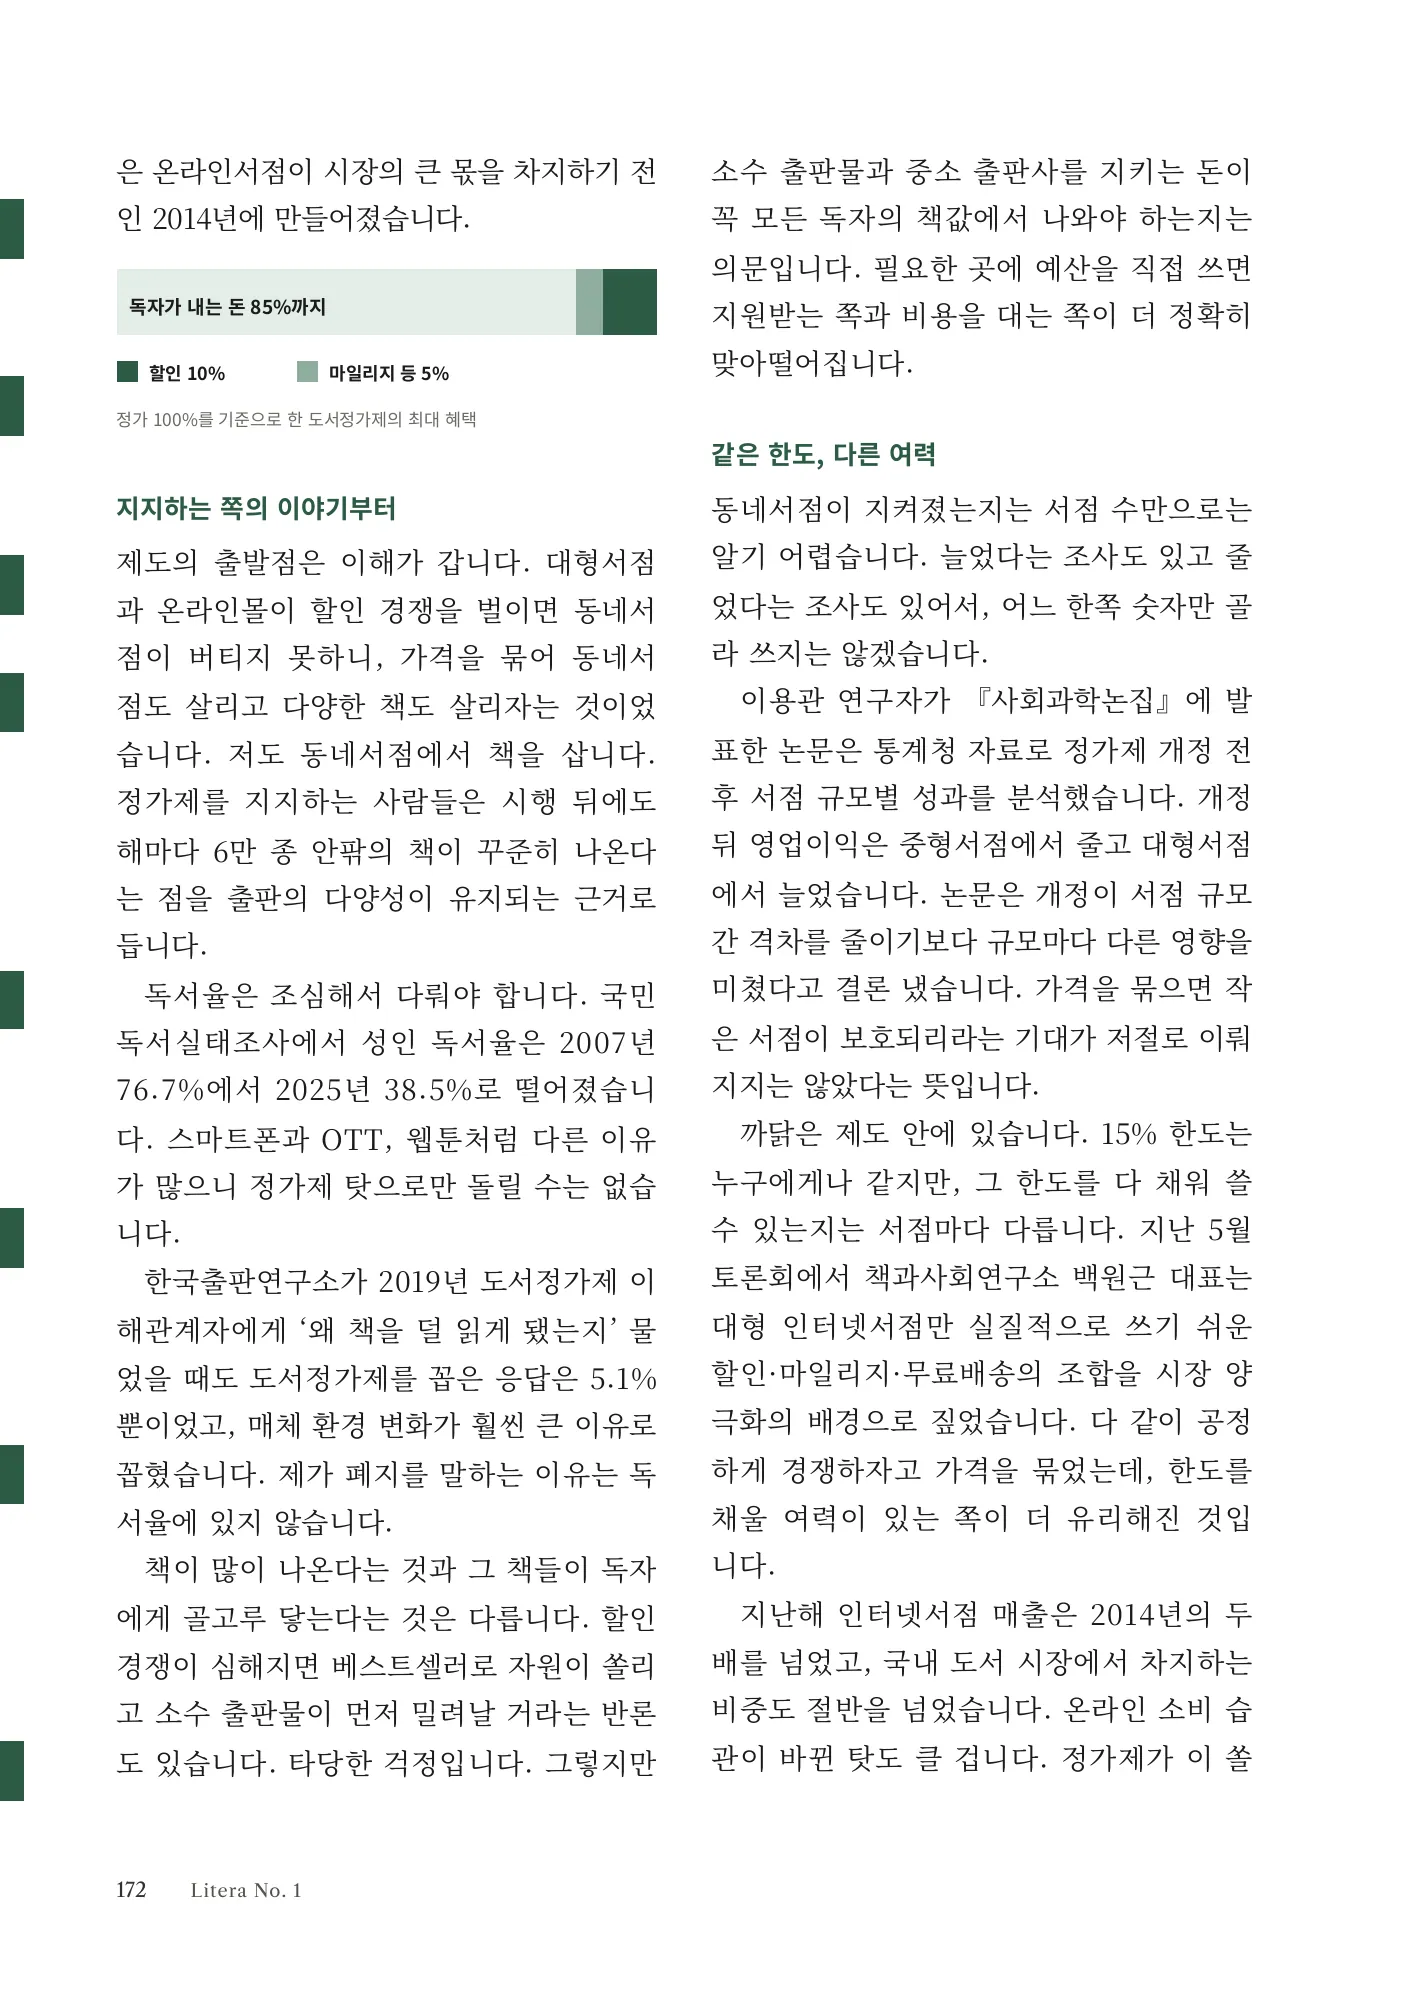 은 온라인서점이 시장의 큰 몫을 차지하기 전
인 2014년에 만들어졌습니다.
독자가 내는 돈 85%까지
할인 10%
마일리지 등 5%
정가 100%를 기준으로 한 도서정가제의 최대 혜택
지지하는 쪽의 이야기부터
제도의 출발점은 이해가 갑니다. 대형서점
과 온라인몰이 할인 경쟁을 벌이면 동네서
점이 버티지 못하니, 가격을 묶어 동네서
점도 살리고 다양한 책도 살리자는 것이었
습니다. 저도 동네서점에서 책을 삽니다.
정가제를 지지하는 사람들은 시행 뒤에도
해마다 6만 종 안팎의 책이 꾸준히 나온다
는 점을 출판의 다양성이 유지되는 근거로
듭니다.
독서율은 조심해서 다뤄야 합니다. 국민
독서실태조사에서 성인 독서율은 2007년
76.7%에서 2025년 38.5%로 떨어졌습니
다. 스마트폰과 OTT, 웹툰처럼 다른 이유
가 많으니 정가제 탓으로만 돌릴 수는 없습
니다.
한국출판연구소가 2019년 도서정가제 이
해관계자에게 ‘왜 책을 덜 읽게 됐는지’ 물
었을 때도 도서정가제를 꼽은 응답은 5.1%
뿐이었고, 매체 환경 변화가 훨씬 큰 이유로
꼽혔습니다. 제가 폐지를 말하는 이유는 독
서율에 있지 않습니다.
책이 많이 나온다는 것과 그 책들이 독자
에게 골고루 닿는다는 것은 다릅니다. 할인
경쟁이 심해지면 베스트셀러로 자원이 쏠리
고 소수 출판물이 먼저 밀려날 거라는 반론
도 있습니다. 타당한 걱정입니다. 그렇지만
소수 출판물과 중소 출판사를 지키는 돈이
꼭 모든 독자의 책값에서 나와야 하는지는
의문입니다. 필요한 곳에 예산을 직접 쓰면
지원받는 쪽과 비용을 대는 쪽이 더 정확히
맞아떨어집니다.
같은 한도, 다른 여력
동네서점이 지켜졌는지는 서점 수만으로는
알기 어렵습니다. 늘었다는 조사도 있고 줄
었다는 조사도 있어서, 어느 한쪽 숫자만 골
라 쓰지는 않겠습니다.
이용관 연구자가 『사회과학논집』에 발
표한 논문은 통계청 자료로 정가제 개정 전
후 서점 규모별 성과를 분석했습니다. 개정
뒤 영업이익은 중형서점에서 줄고 대형서점
에서 늘었습니다. 논문은 개정이 서점 규모
간 격차를 줄이기보다 규모마다 다른 영향을
미쳤다고 결론 냈습니다. 가격을 묶으면 작
은 서점이 보호되리라는 기대가 저절로 이뤄
지지는 않았다는 뜻입니다.
까닭은 제도 안에 있습니다. 15% 한도는
누구에게나 같지만, 그 한도를 다 채워 쓸
수 있는지는 서점마다 다릅니다. 지난 5월
토론회에서 책과사회연구소 백원근 대표는
대형 인터넷서점만 실질적으로 쓰기 쉬운
할인·마일리지·무료배송의 조합을 시장 양
극화의 배경으로 짚었습니다. 다 같이 공정
하게 경쟁하자고 가격을 묶었는데, 한도를
채울 여력이 있는 쪽이 더 유리해진 것입
니다.
지난해 인터넷서점 매출은 2014년의 두
배를 넘었고, 국내 도서 시장에서 차지하는
비중도 절반을 넘었습니다. 온라인 소비 습
관이 바뀐 탓도 클 겁니다. 정가제가 이 쏠
172
Litera No. 1